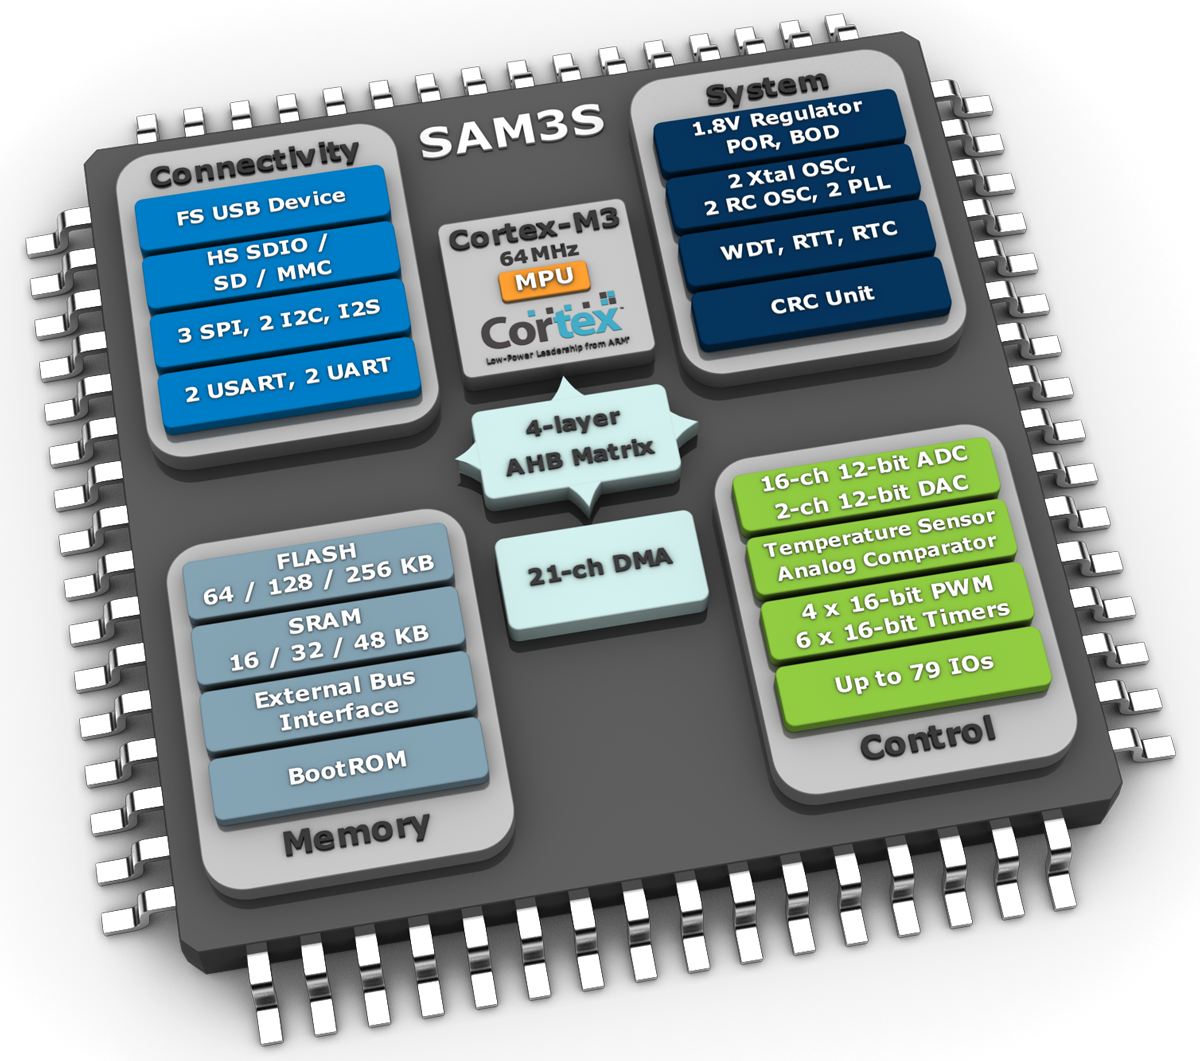 SAM3S
Connectivity
FS USB Device
HS SDIO /
SD / MMC
3 SPI, 2 I2C, I2S
2 USART, 2 UART
Cortex-M3
64MHz
MPU
Cortex
Low-Power Leadership from ARM®
System
1.8V Regulator
POR, BOD
2 Xtal OSC,
2 RC OSC, 2 PLL
WDT, RTT, RTC
CRC Unit
4-layer
AHB Matrix
21-ch DMA
FLASH
64 / 128 / 256 KB
SRAM
16 / 32 / 48 KB
External Bus
Interface
BootROM
Memory
16-ch 12-bit ADC
2-ch 12-bit DAC
Temperature Sensor
Analog Comparator
4 x 16-bit PWM
6 x 16-bit Timers
Up to 79 IOs
Control